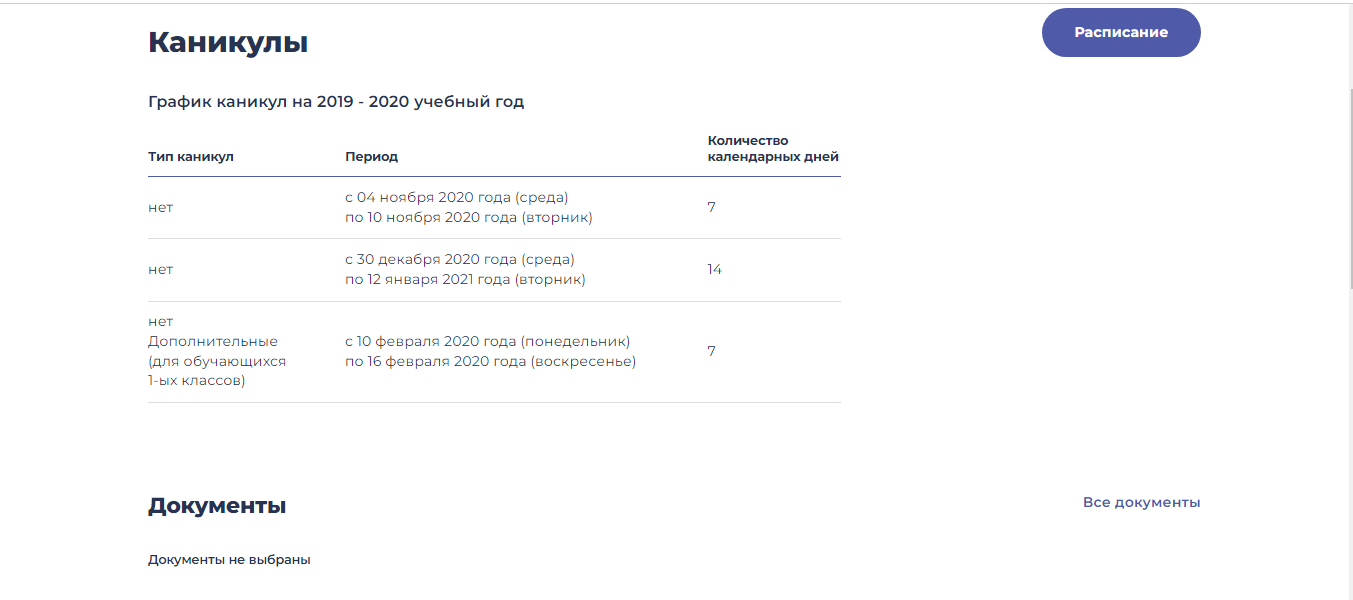 Каникулы
Расписание
График каникул на 2019 - 2020 учебный год
Тип каникул
Период
Количество
календарных дней
нет
с 04 ноября 2020 года (среда)
по 10 ноября 2020 года (вторник)
7
нет
с 30 декабря 2020 года (среда)
по 12 января 2021 года (вторник)
14
нет
Дополнительные
(для обучающихся
1-ых классов)
с 10 февраля 2020 года (понедельник)
по 16 февраля 2020 года (воскресенье)
7
Документы
Все документы
Документы не выбраны